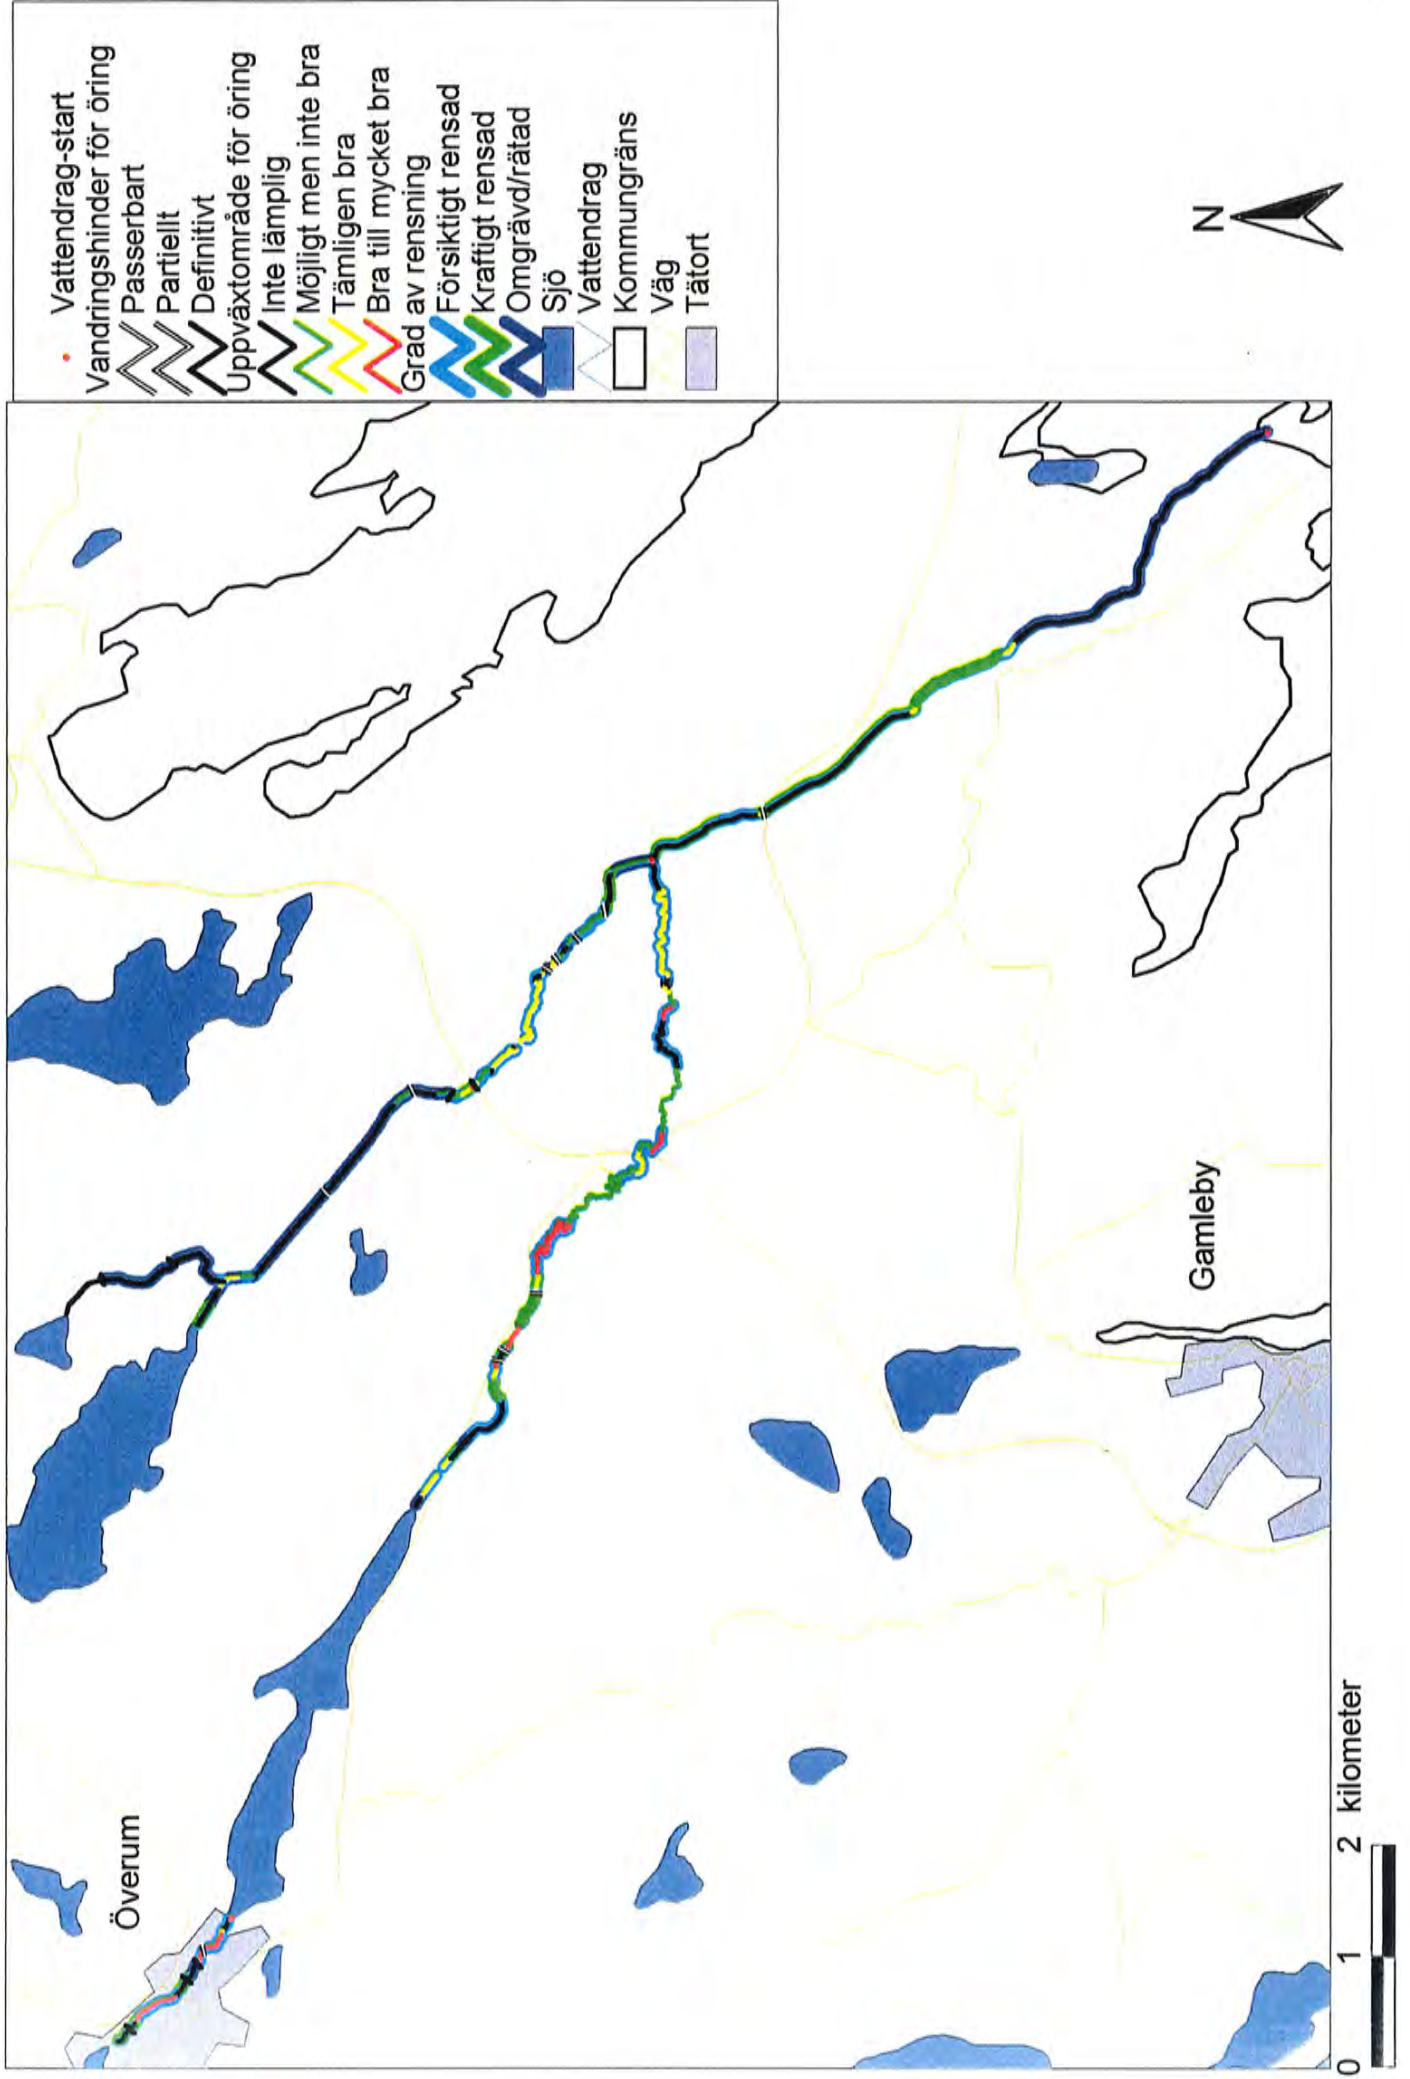 Vattendrag-start
Vandringshinder för öring
Passerbart
Partiellt
Definitivt
Uppväxtområde för öring
Inte lämplig
Möjligt men inte bra
Tämligen bra
Bra till mycket bra
Grad av rensning
Försiktigt rensad
Kraftigt rensad
Omgrävd/rätad
Sjö
Vattendrag
Kommungräns
Väg
Tätort
N
Överum
Gamleby
0 1 2 kilometer